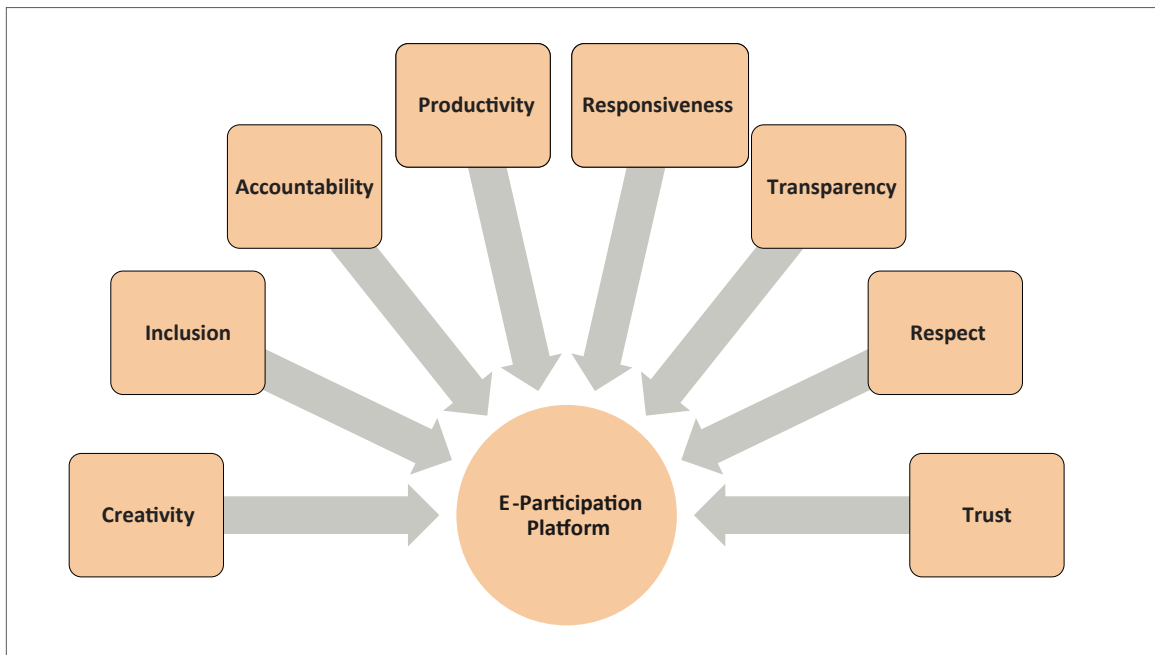 Productivity
Responsiveness
Accountability
Transparency
Inclusion
Respect
Creativity
E-Participation
Platform
Trust